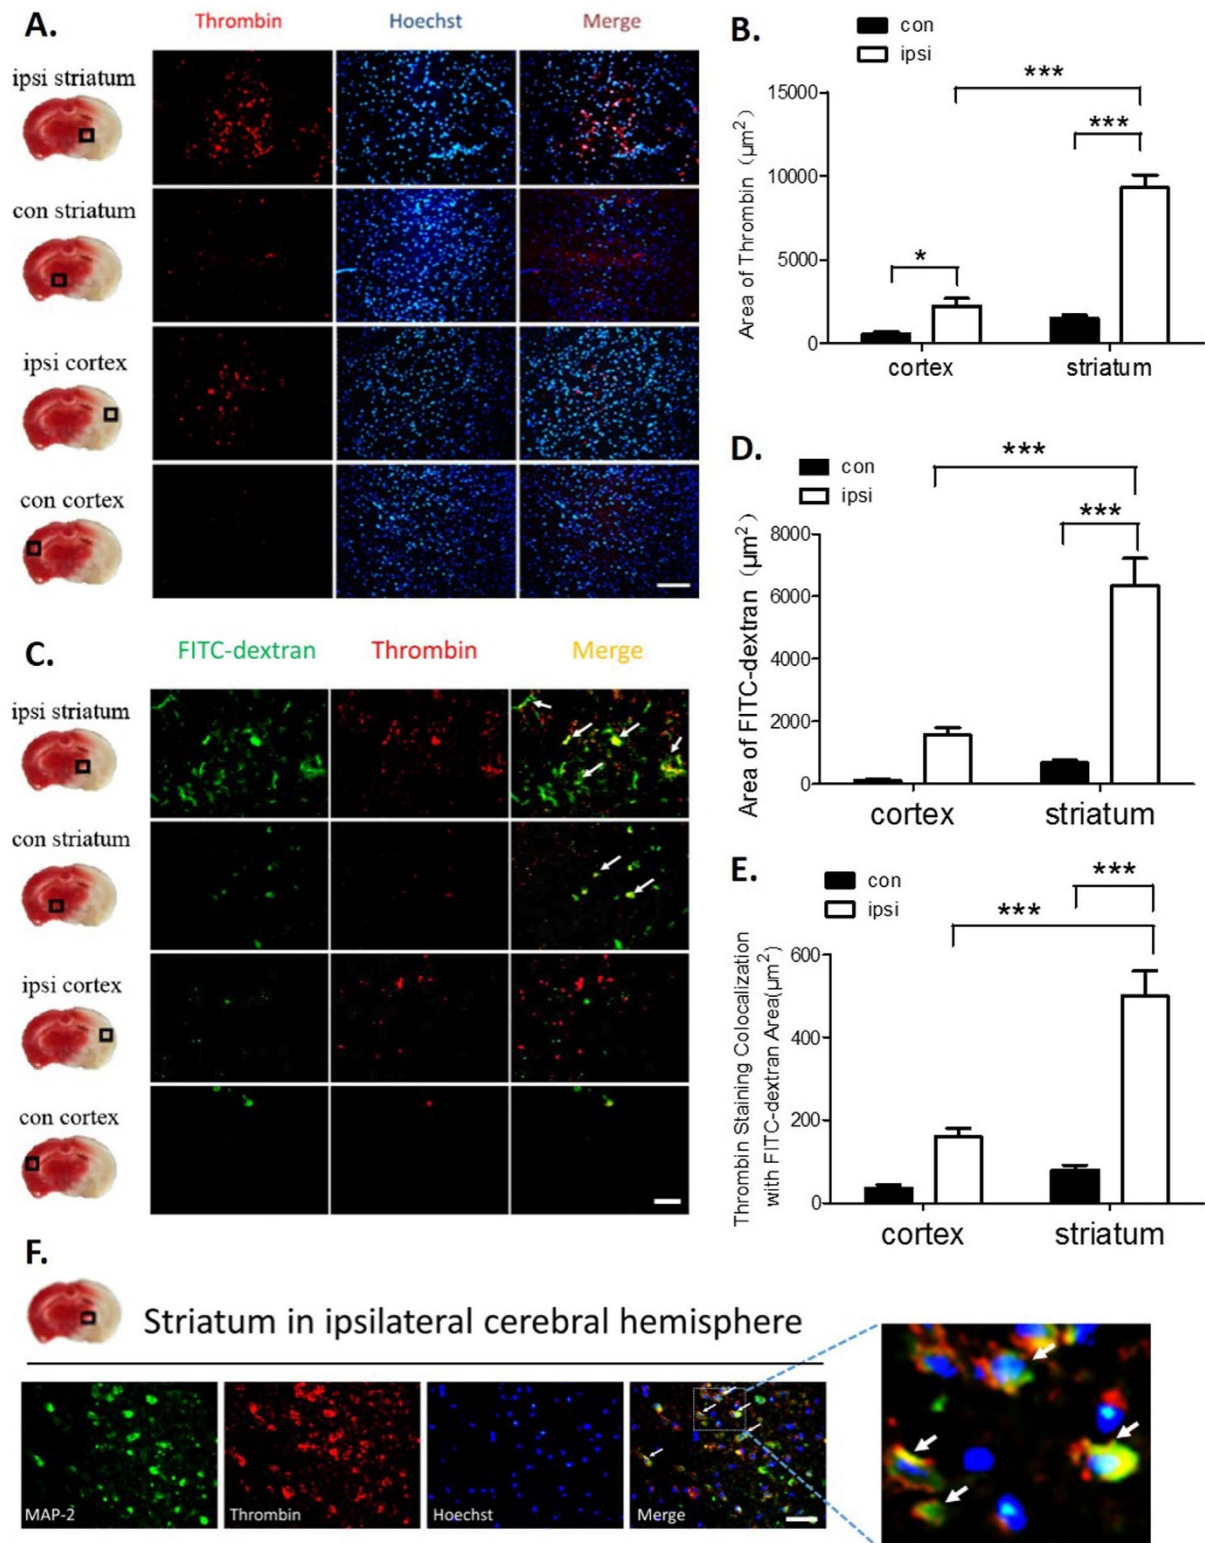 A.
Thrombin Hoechst Merge
ipsi striatum
con striatum
ipsi cortex
con cortex
B.
con
ipsi
***
***
*
15000
10000
5000
0
Area of Thrombin (μm²)
cortex striatum
C.
FITC-dextran Thrombin Merge
ipsi striatum
con striatum
ipsi cortex
con cortex
D.
con
ipsi
***
***
8000
6000
4000
2000
0
Area of FITC-dextran (μm²)
cortex striatum
E.
con
ipsi
***
***
600
400
200
0
Thrombin Staining Colocalization
with FITC-dextran Area(μm²)
cortex striatum
F.
Striatum in ipsilateral cerebral hemisphere
MAP-2 Thrombin Hoechst Merge